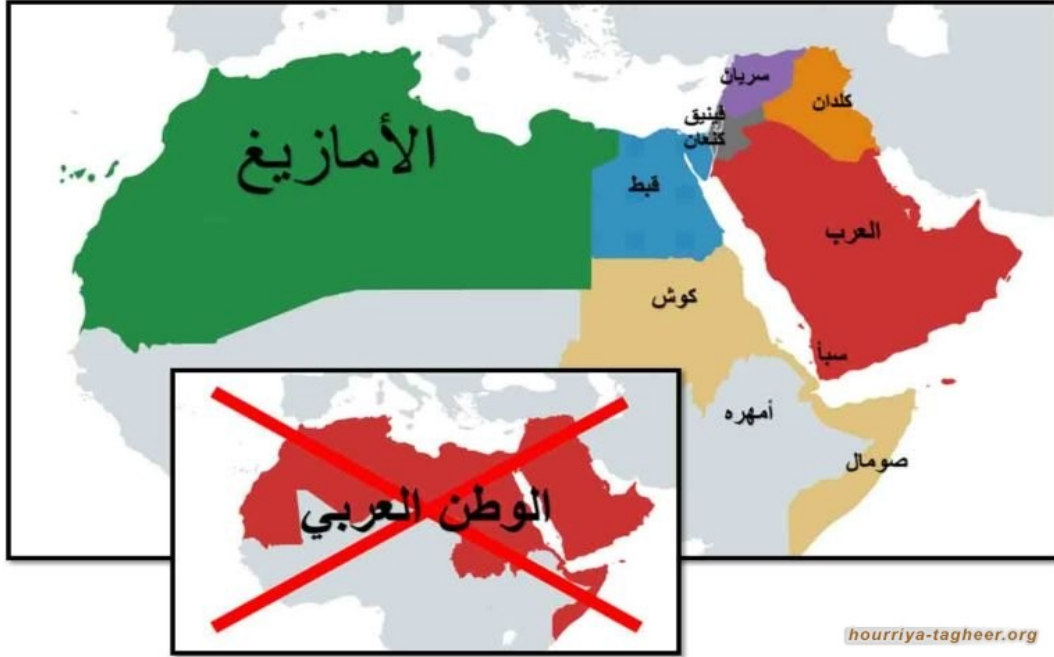 سريان
كلدان
فينيق
كنعان
الأمازيغ
قبط
العرب
كوش
سبأ
أمهره
صومال
الوطن العربي
hourriya-tagheer.org